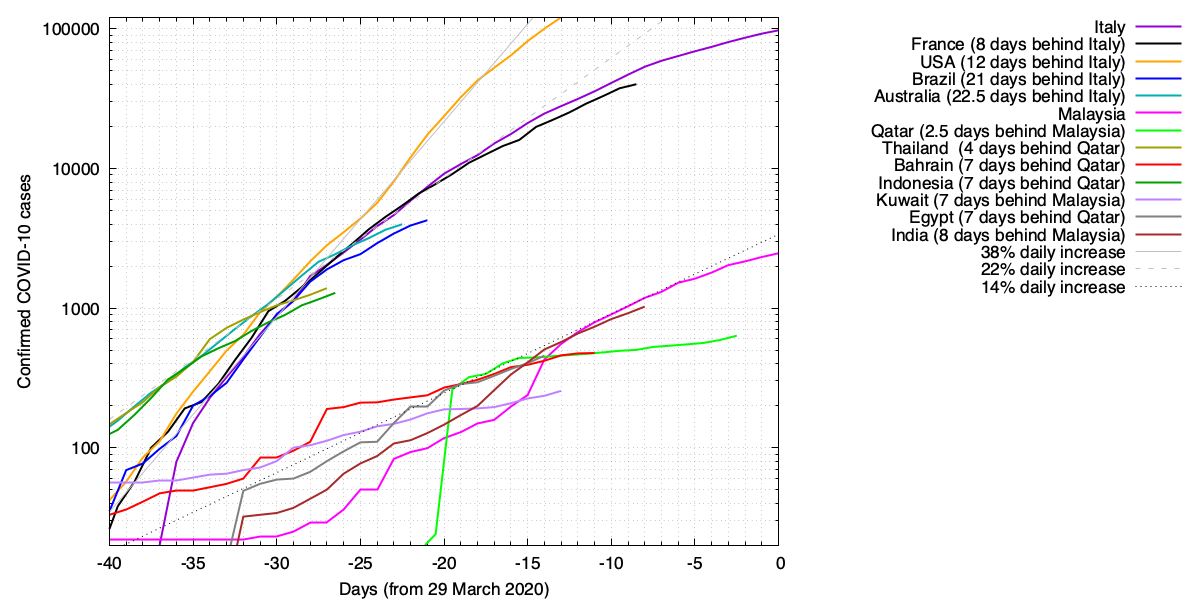 100000
10000
1000
100
Confirmed COVID-10 cases
-40 -35 -30 -25 -20 -15 -10 -5 0
Days (from 29 March 2020)
Italy
France (8 days behind Italy)
USA (12 days behind Italy)
Brazil (21 days behind Italy)
Australia (22.5 days behind Italy)
Malaysia
Qatar (2.5 days behind Malaysia)
Thailand (4 days behind Qatar)
Bahrain (7 days behind Qatar)
Indonesia (7 days behind Qatar)
Kuwait (7 days behind Malaysia)
Egypt (7 days behind Qatar)
India (8 days behind Malaysia)
38% daily increase
22% daily increase
14% daily increase